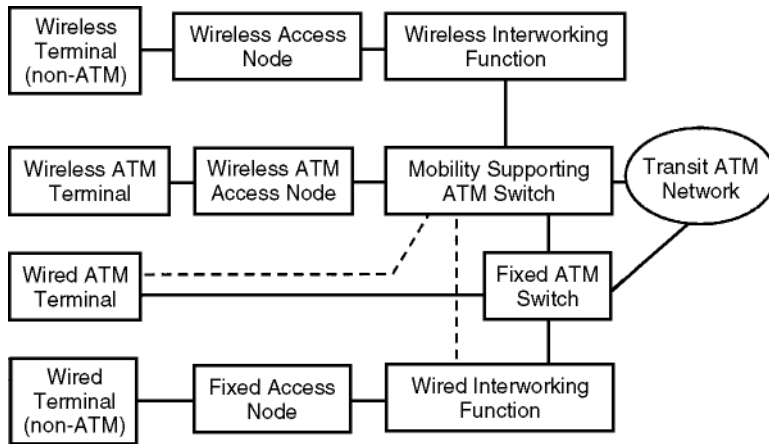 Wireless
Terminal
(non-ATM)
Wireless Access
Node
Wireless Interworking
Function
Wireless ATM
Terminal
Wireless ATM
Access Node
Mobility Supporting
ATM Switch
Transit ATM
Network
Wired ATM
Terminal
Fixed ATM
Switch
Wired
Terminal
(non-ATM)
Fixed Access
Node
Wired Interworking
Function